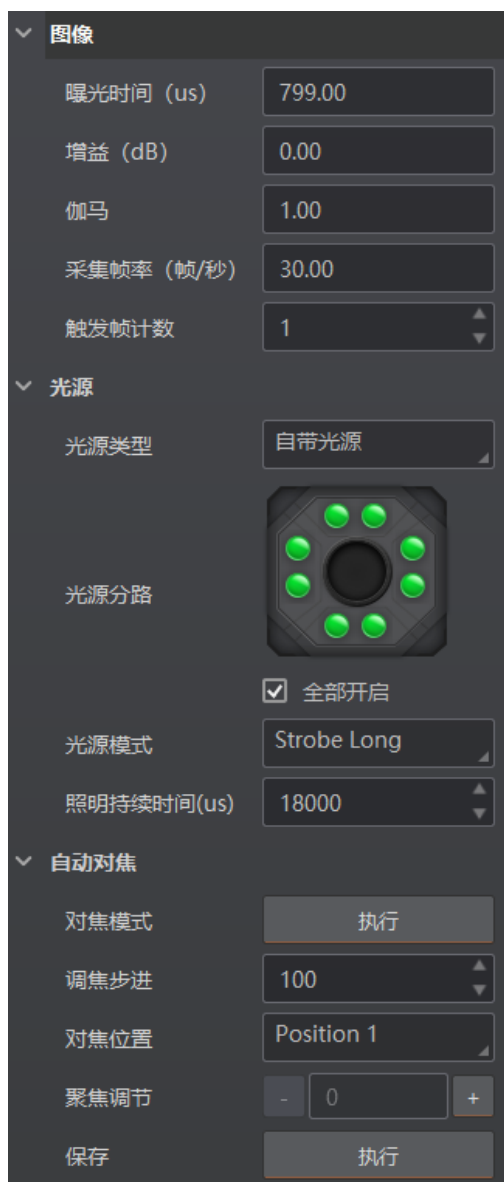 图像
曝光时间（us） 799.00
增益（dB） 0.00
伽马 1.00
采集帧率（帧/秒） 30.00
触发帧计数 1
光源
光源类型 自带光源
光源分路
全部开启
光源模式 Strobe Long
照明持续时间(us) 18000
自动对焦
对焦模式 执行
调焦步进 100
对焦位置 Position 1
聚焦调节 - 0 +
保存 执行